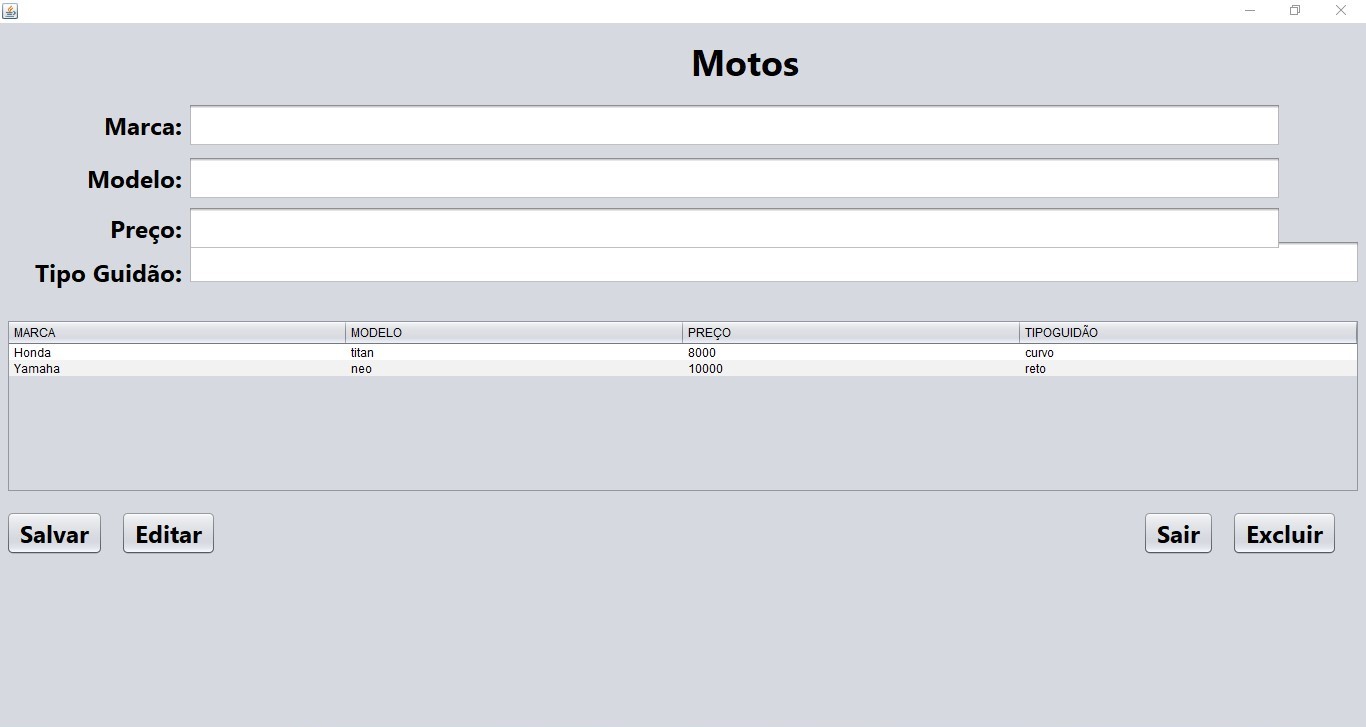 Motos
Marca:
Modelo:
Preço:
Tipo Guidão:
MARCA MODELO PREÇO TIPOGUIDÃO
Honda titan 8000 curvo
Yamaha neo 10000 reto
Salvar Editar Sair Excluir